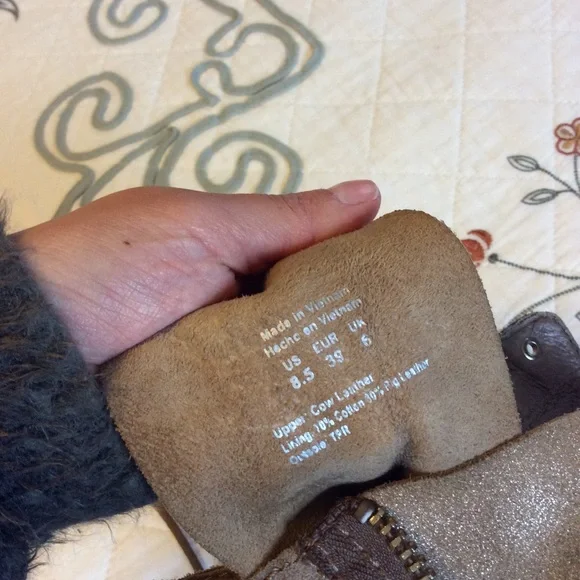 Made in Vietnam
Hecho en Vietnam
US EUR UK
8.5 39 6
Upper: Cow Leather
Lining: 10% Cotton 90% Pig Leather
Outsole: TPR